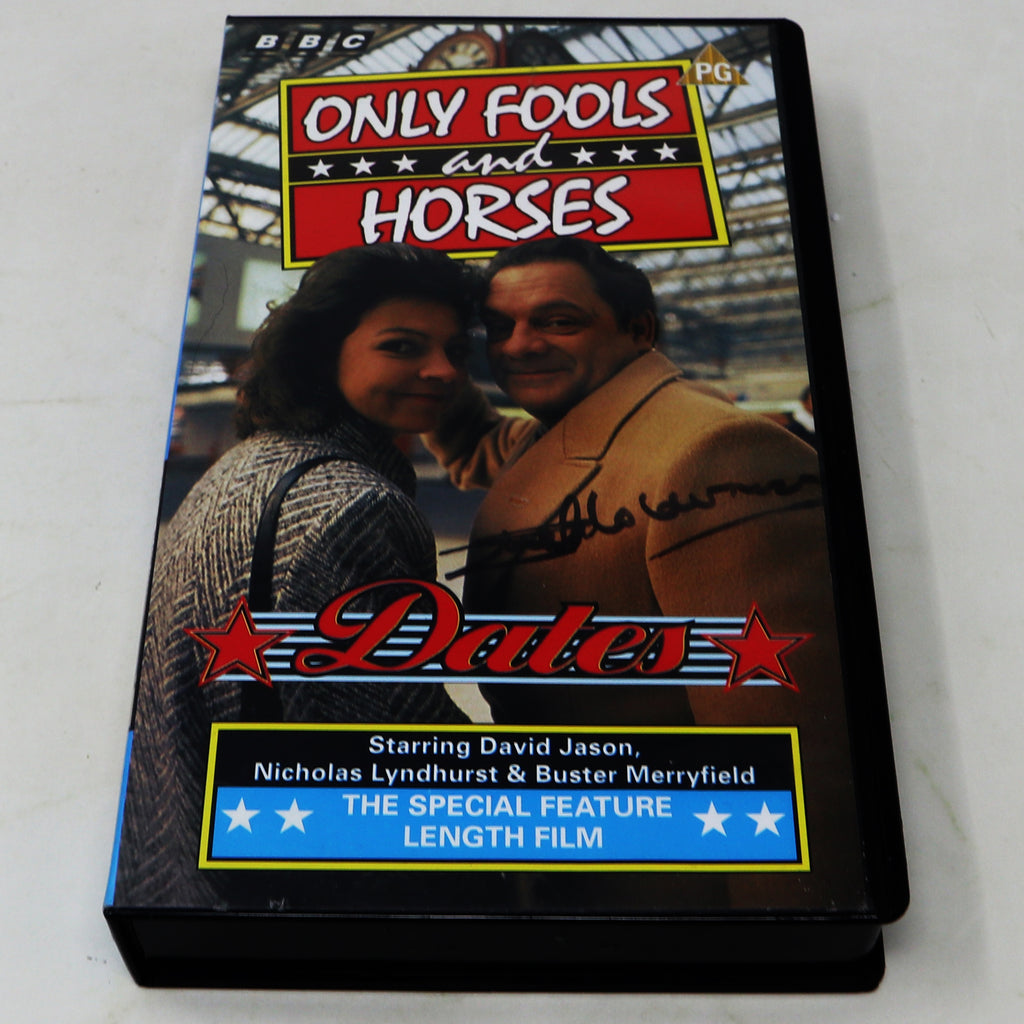 BBC
PG
ONLY FOOLS
and
HORSES
Dates
Starring David Jason,
Nicholas Lyndhurst & Buster Merryfield
THE SPECIAL FEATURE
LENGTH FILM